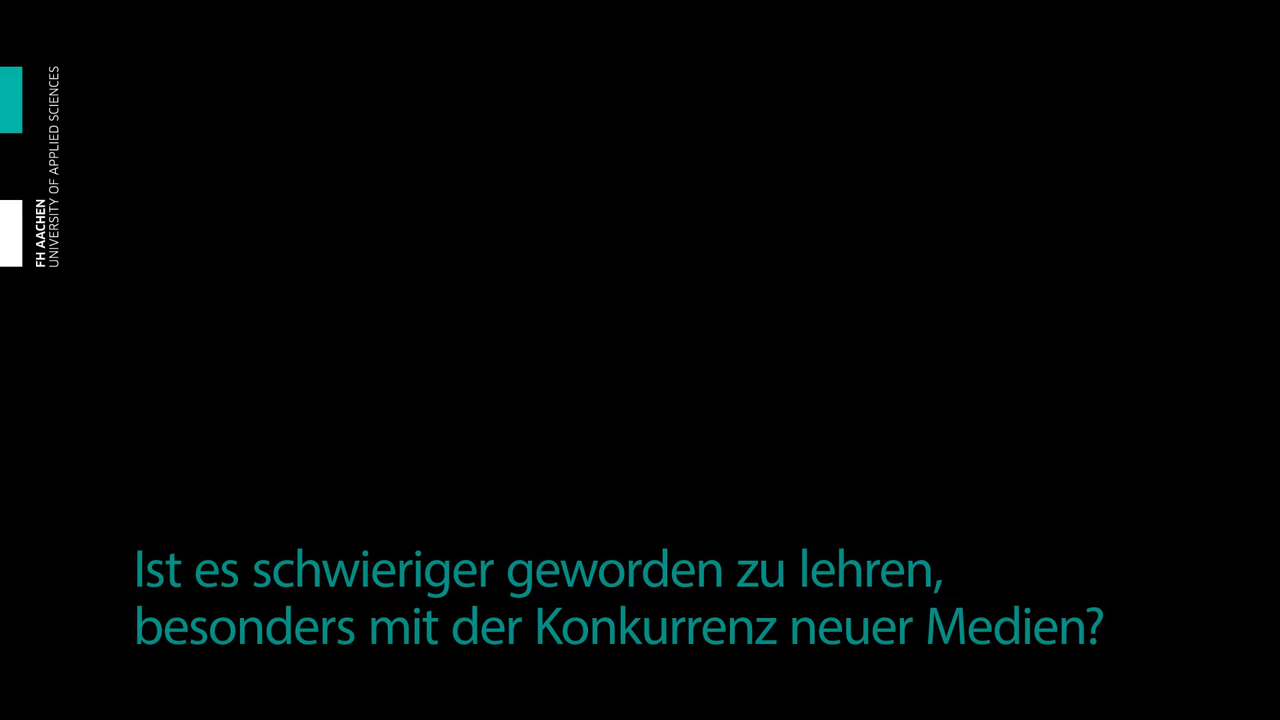 FH AACHEN
UNIVERSITY OF APPLIED SCIENCES
Ist es schwieriger geworden zu lehren,
besonders mit der Konkurrenz neuer Medien?